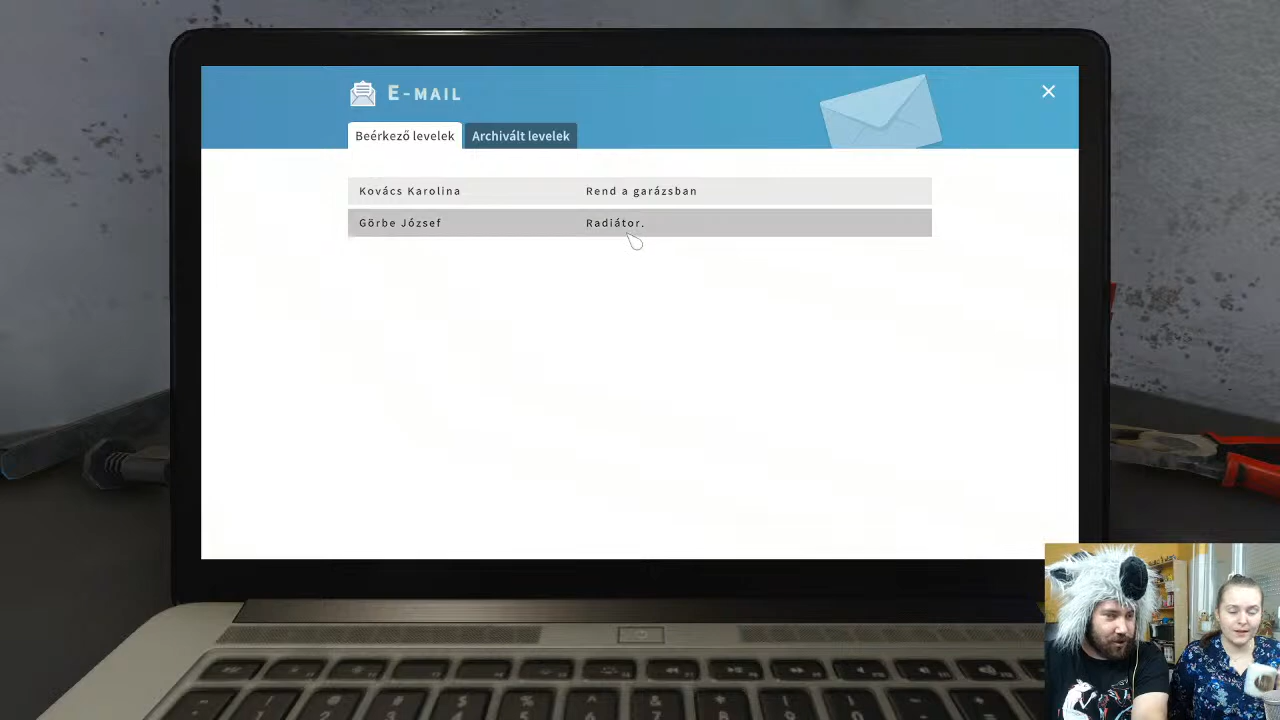 E-MAIL
Beérkező levelek Archivált levelek
Kovács Karolina Rend a garázsban
Görbe József Radiátor.